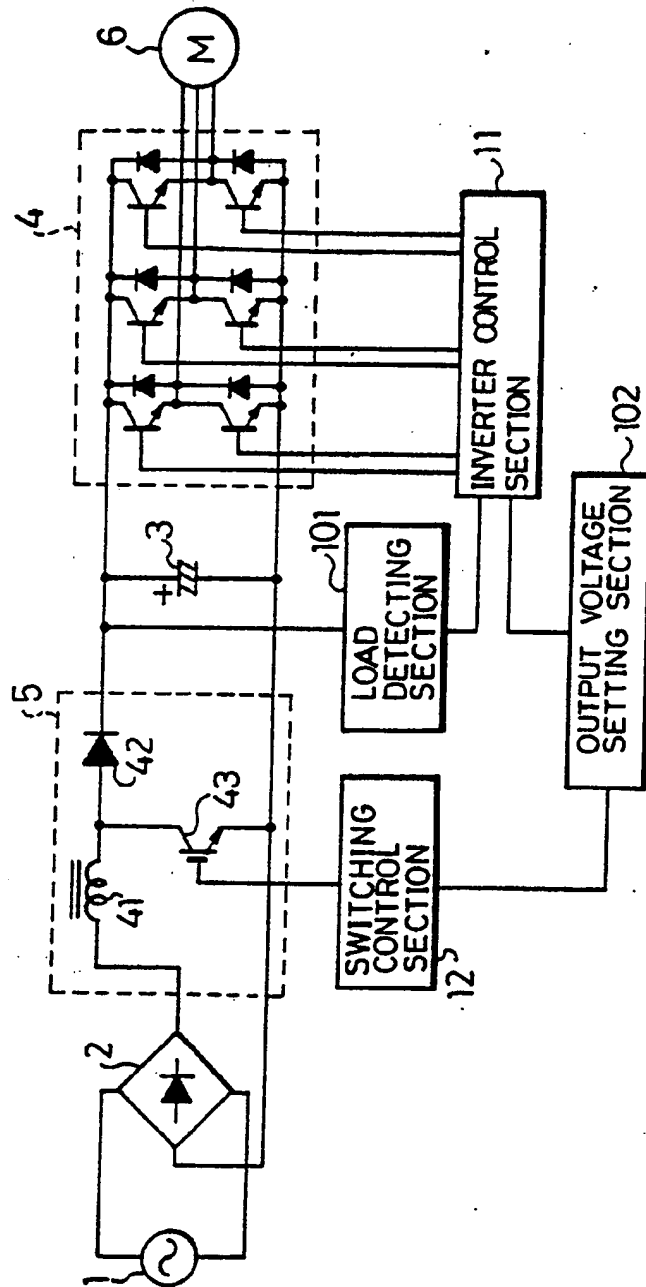 1
2
5
41
42
43
3
+
4
6
M
12
SWITCHING
CONTROL
SECTION
101
LOAD
DETECTING
SECTION
11
INVERTER CONTROL
SECTION
102
OUTPUT VOLTAGE
SETTING SECTION